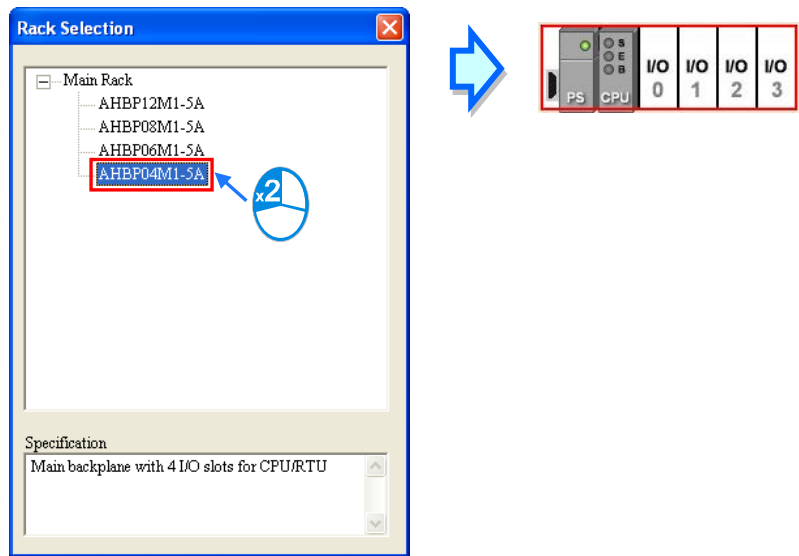 Rack Selection
Main Rack
AHBP12M1-5A
AHBP08M1-5A
AHBP06M1-5A
AHBP04M1-5A
x2
Specification
Main backplane with 4 I/O slots for CPU/RTU
S
E
B
PS
CPU
I/O
0
I/O
1
I/O
2
I/O
3